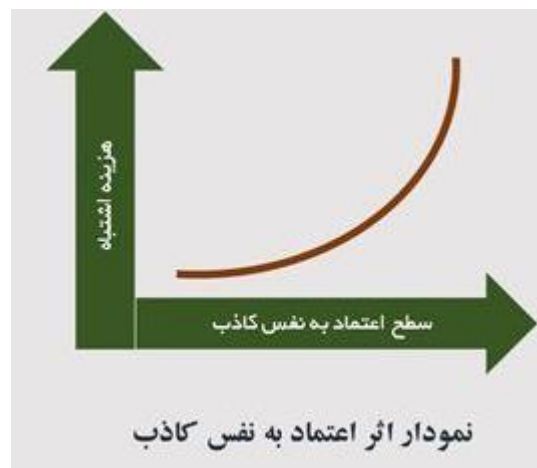 هزینه اشتباه
سطح اعتماد به نفس کاذب
نمودار اثر اعتماد به نفس کاذب